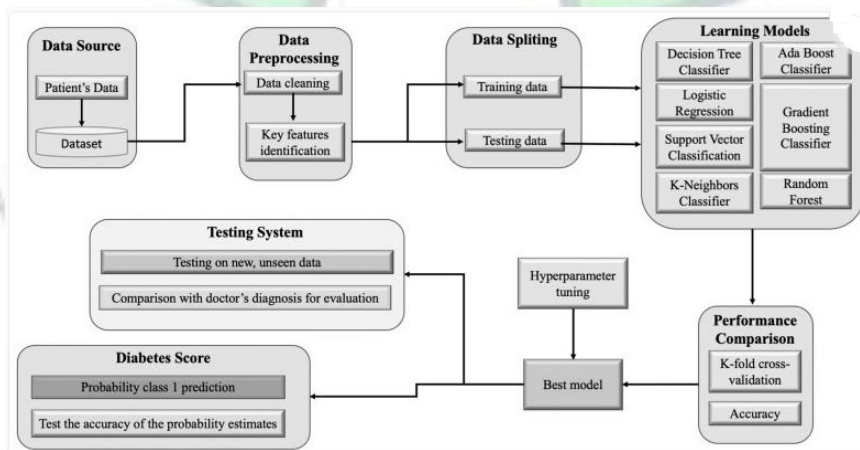 Data Source
Patient's Data
Dataset
Data
Preprocessing
Data cleaning
Key features
identification
Data Spliting
Training data
Testing data
Learning Models
Decision Tree
Classifier
Ada Boost
Classifier
Logistic
Regression
Gradient
Boosting
Classifier
Support Vector
Classification
K-Neighbors
Classifier
Random
Forest
Testing System
Testing on new, unseen data
Comparison with doctor's diagnosis for evaluation
Hyperparameter
tuning
Performance
Comparison
K-fold cross-
validation
Accuracy
Best model
Diabetes Score
Probability class 1 prediction
Test the accuracy of the probability estimates